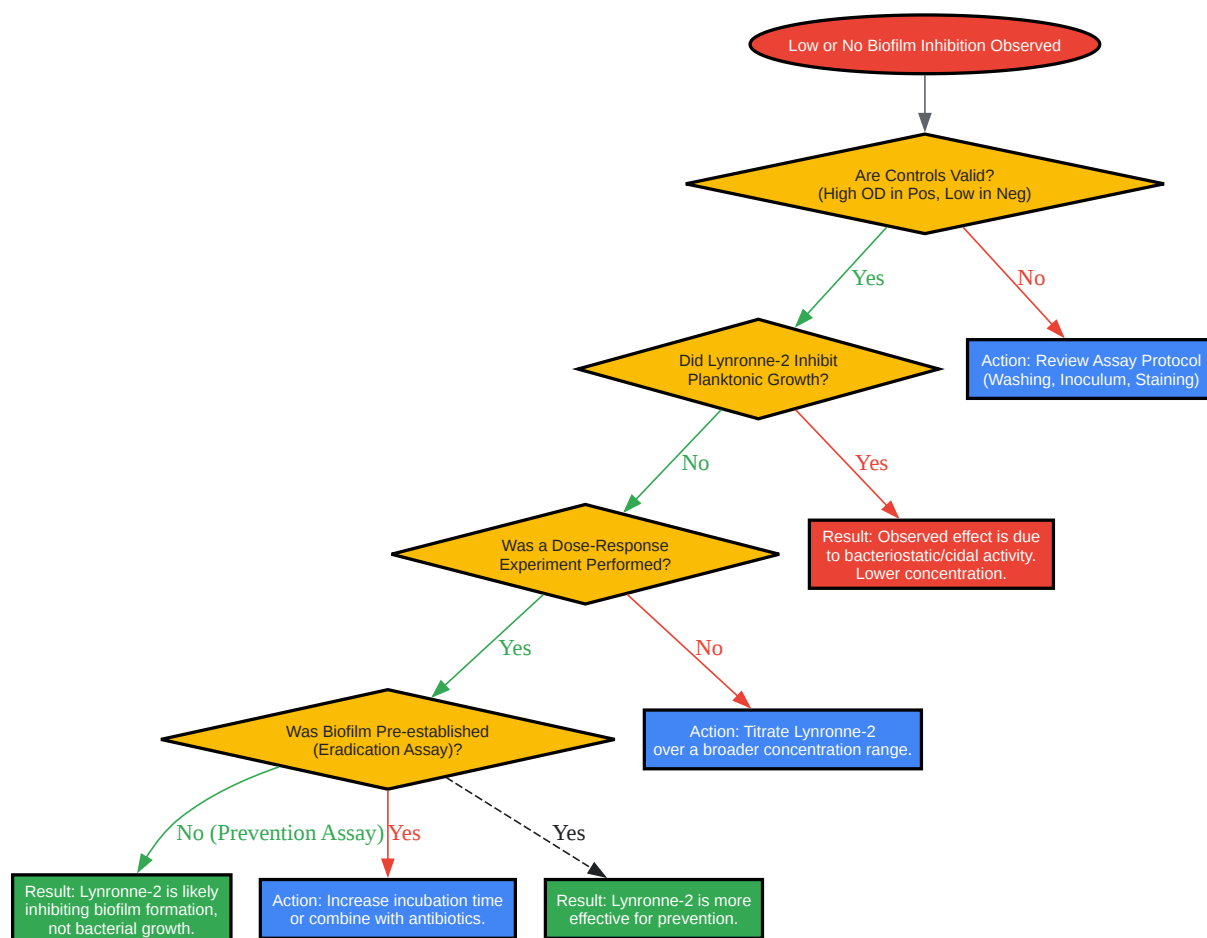 Low or No Biofilm Inhibition Observed
Are Controls Valid?
(High OD in Pos, Low in Neg)
Yes
No
Did Lynronne-2 Inhibit
Planktonic Growth?
Action: Review Assay Protocol
(Washing, Inoculum, Staining)
No
Yes
Was a Dose-Response
Experiment Performed?
Result: Observed effect is due
to bacteriostatic/cidal activity.
Lower concentration.
Yes
No
Was Biofilm Pre-established
(Eradication Assay)?
Action: Titrate Lynronne-2
over a broader concentration range.
No (Prevention Assay)
Yes
Yes
Result: Lynronne-2 is likely
inhibiting biofilm formation,
not bacterial growth.
Action: Increase incubation time
or combine with antibiotics.
Result: Lynronne-2 is more
effective for prevention.